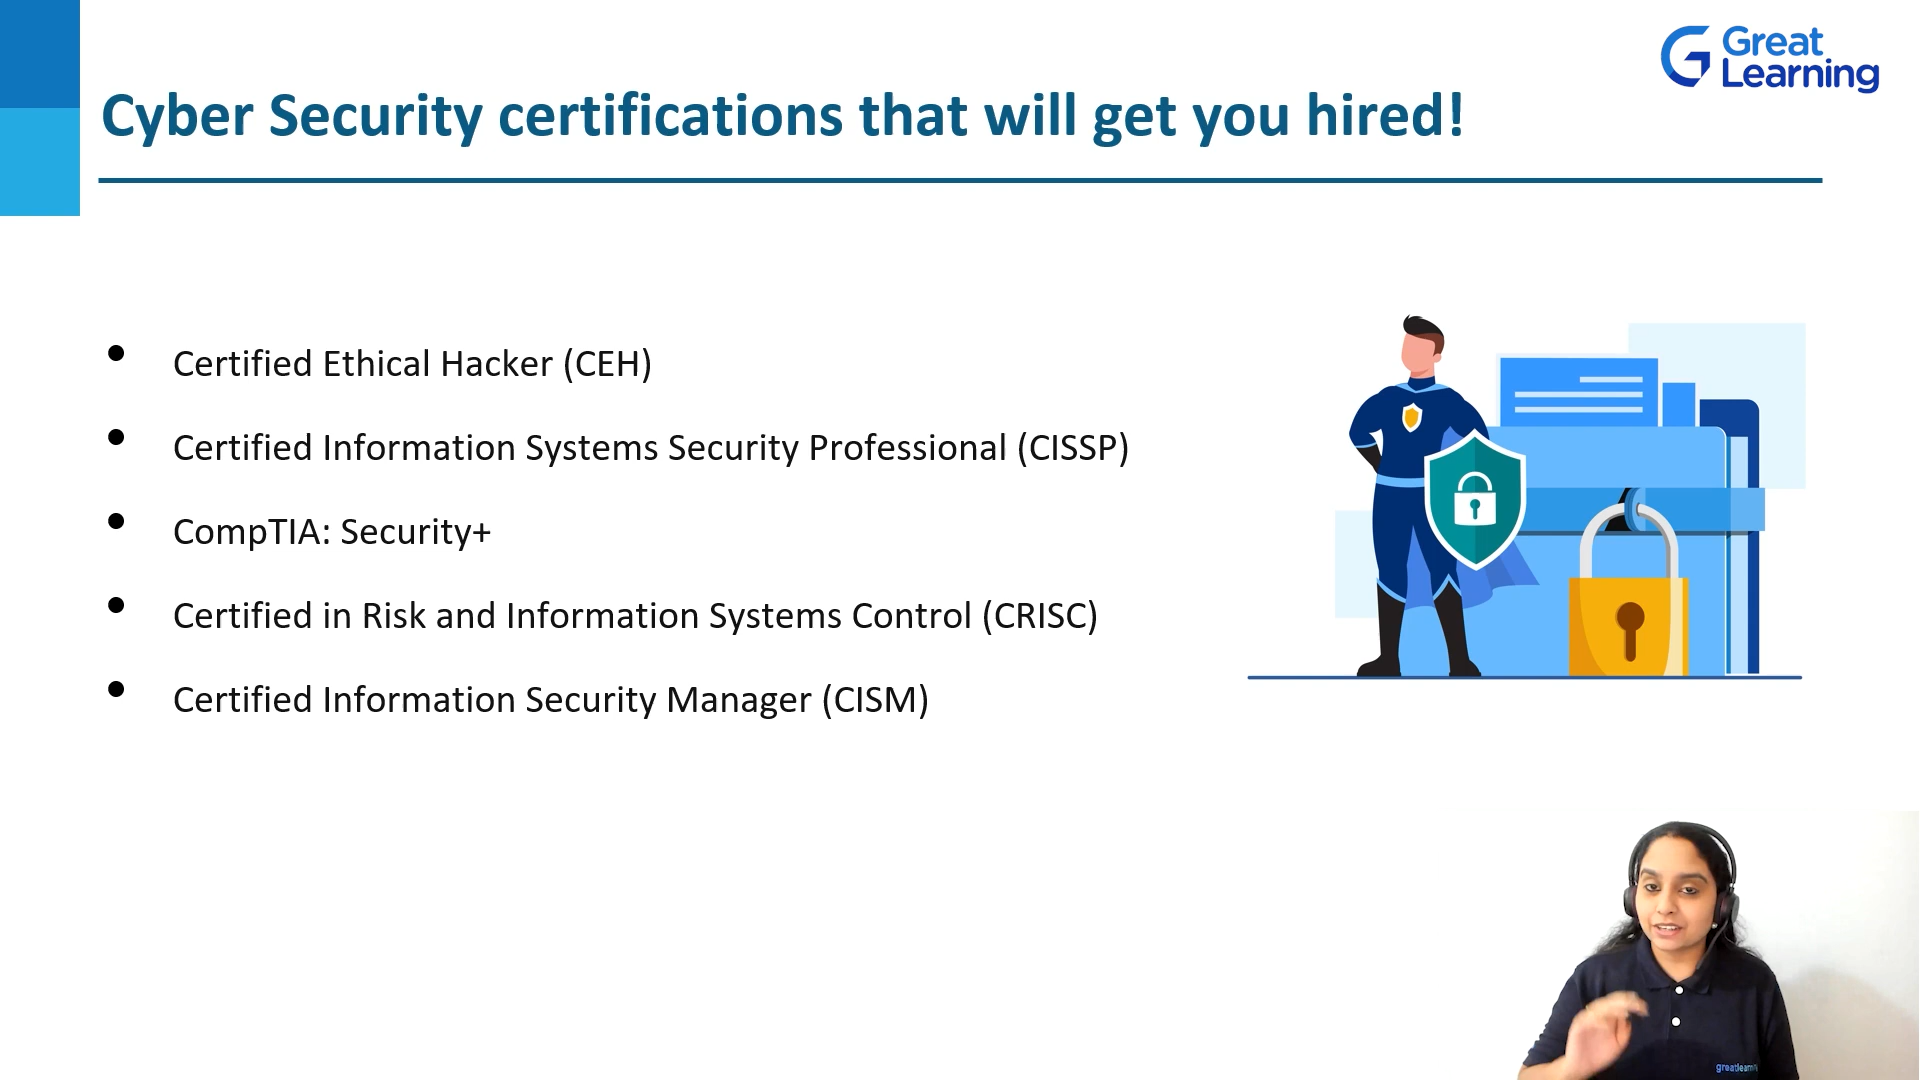 Great
Learning
Cyber Security certifications that will get you hired!
• Certified Ethical Hacker (CEH)
• Certified Information Systems Security Professional (CISSP)
• CompTIA: Security+
• Certified in Risk and Information Systems Control (CRISC)
• Certified Information Security Manager (CISM)